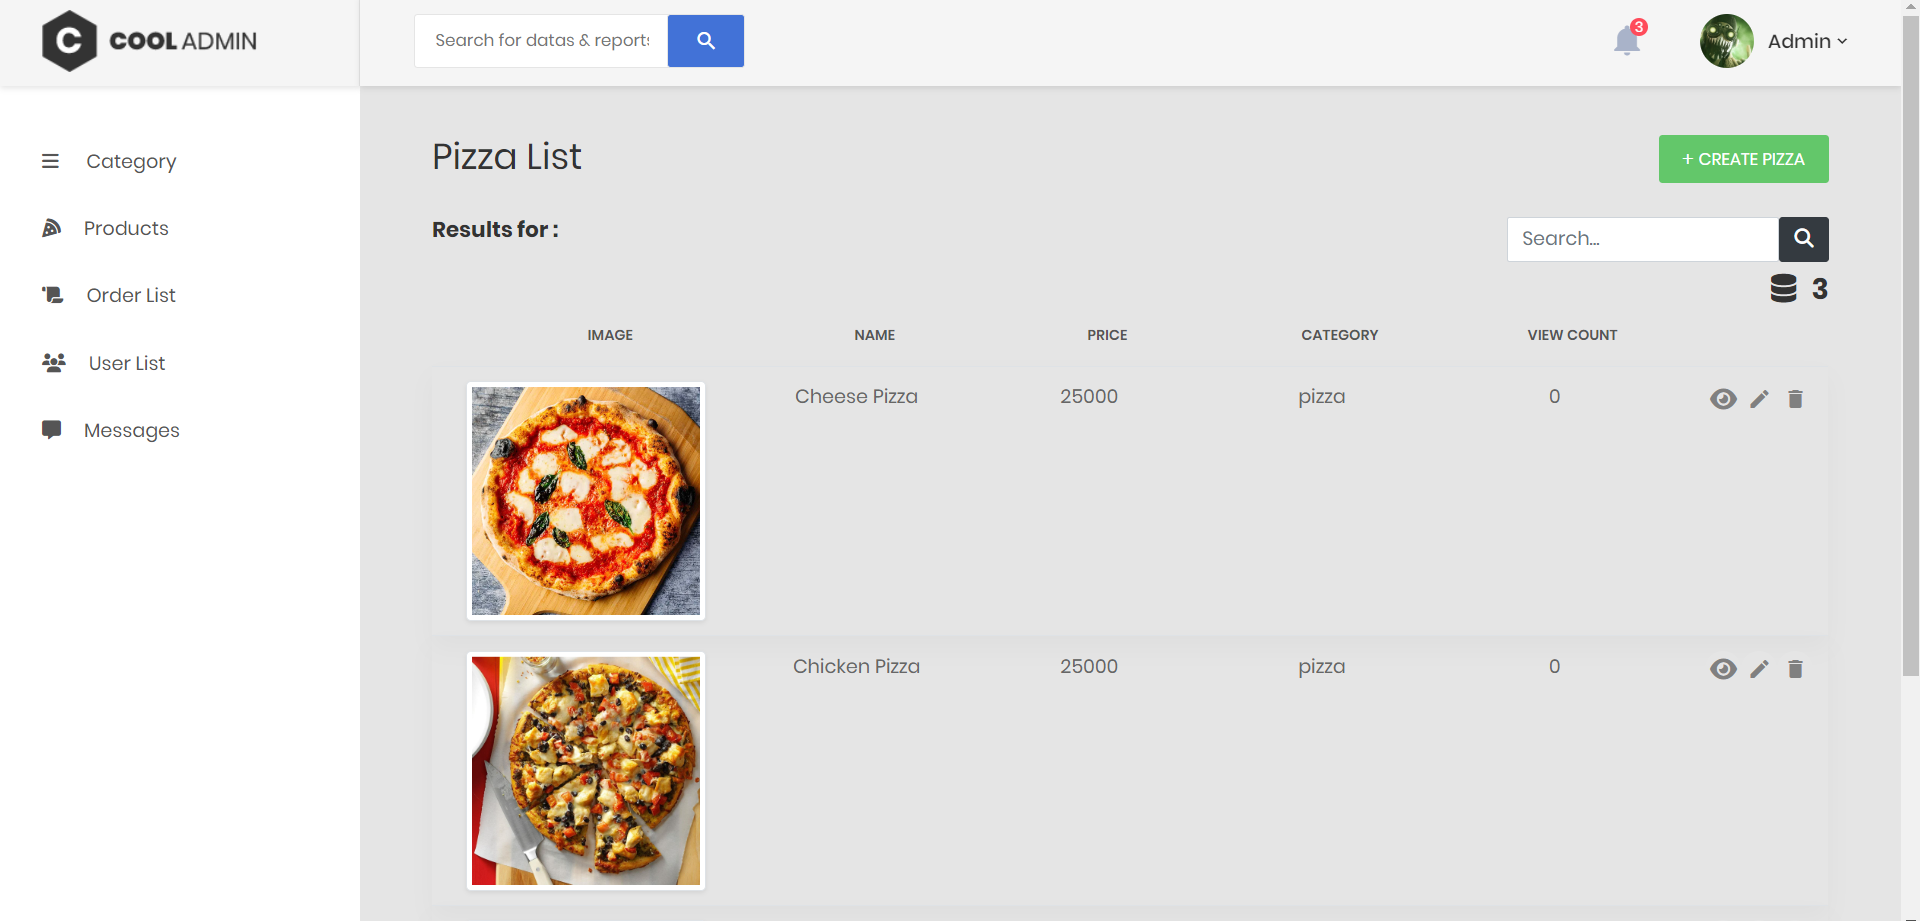 C COOL ADMIN
Search for datas & reports
3
Admin
Category
Products
Order List
User List
Messages
Pizza List
+ CREATE PIZZA
Results for :
Search...
3
IMAGE NAME PRICE CATEGORY VIEW COUNT
Cheese Pizza 25000 pizza 0
Chicken Pizza 25000 pizza 0